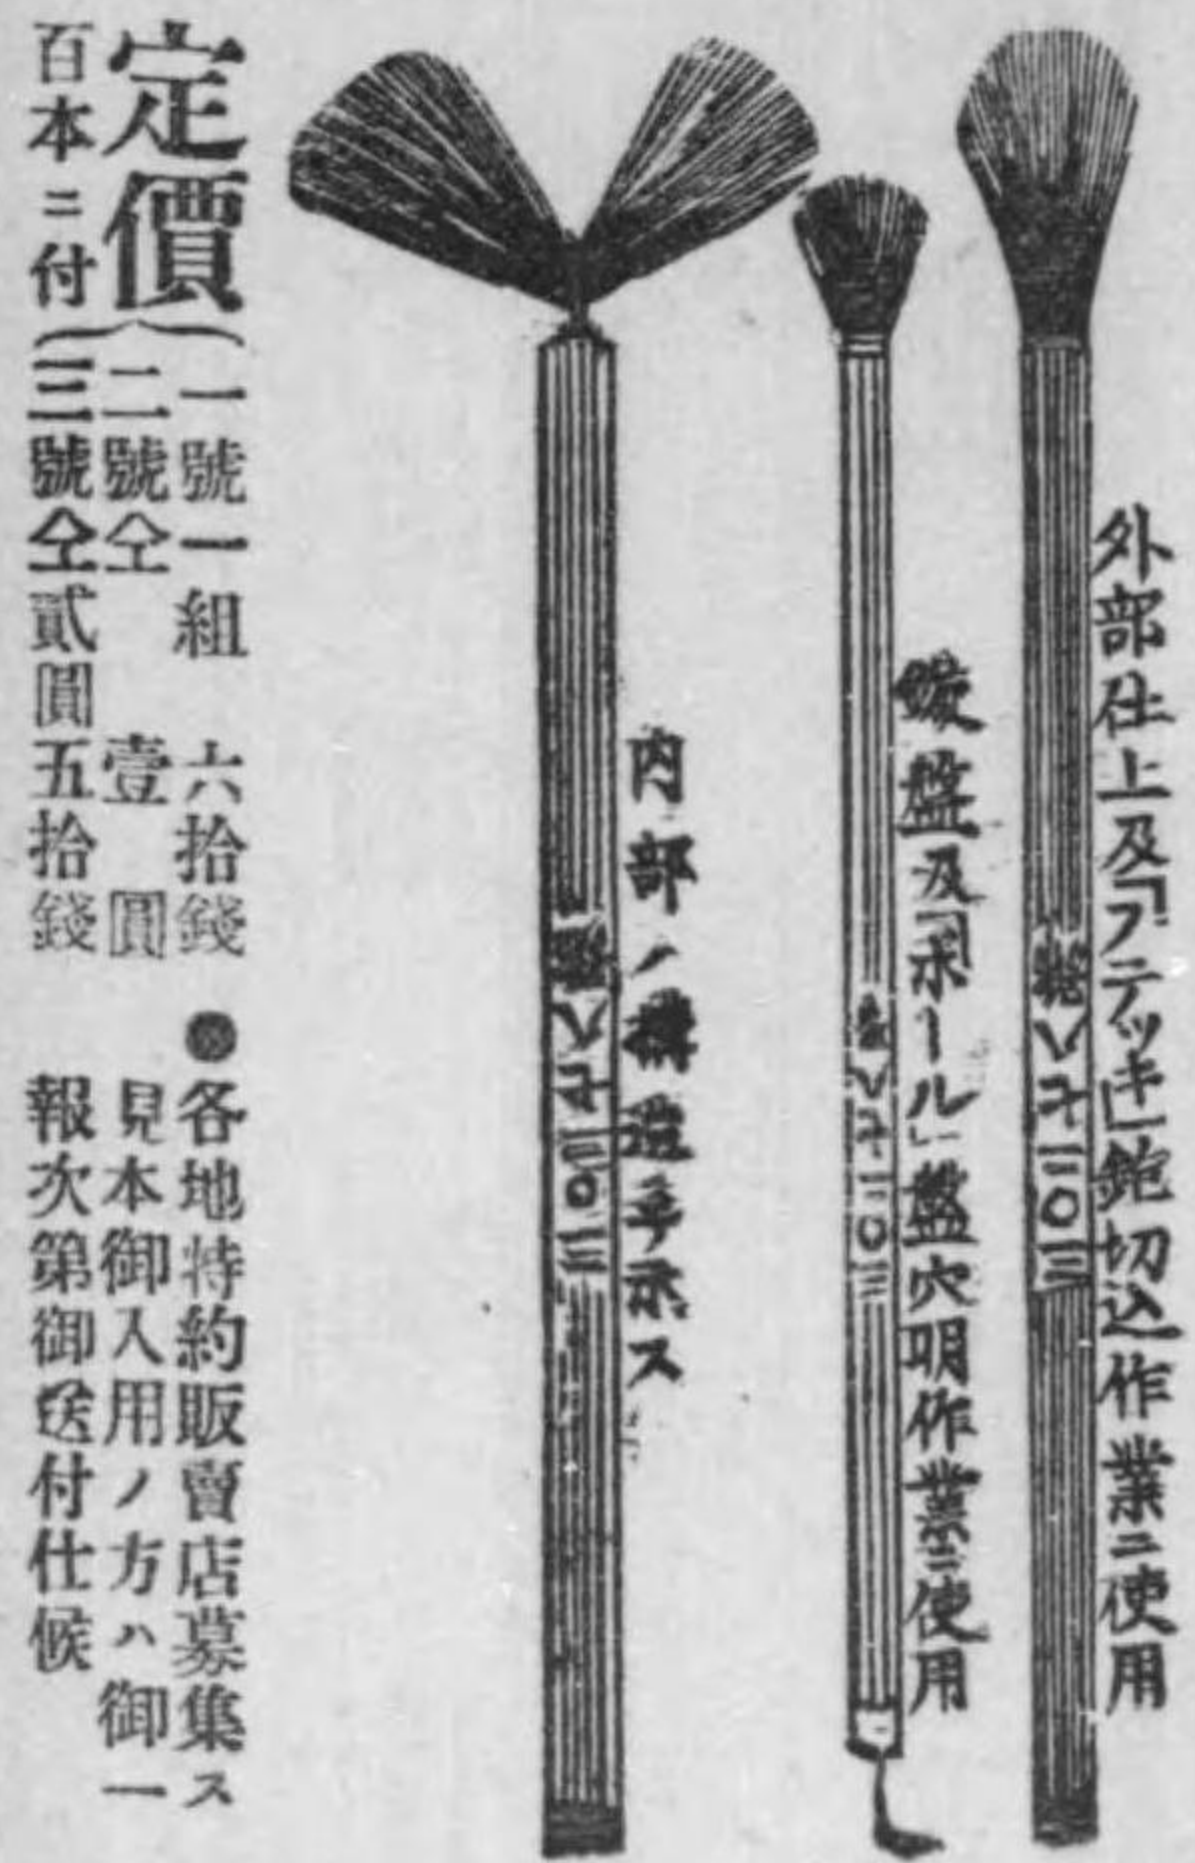 外部仕上及「ブテッキ」鉋切込作業ニ使用
盤及「ボール」盤穴明作業ニ使用
内部ノ構造ヲ示ス
定價
百本ニ付
一號一組 六拾錢
二號仝 壹圓
三號仝貳圓五拾錢
●各地特約販賣店募集ス
見本御入用ノ方ハ御一
報次第御送付仕候